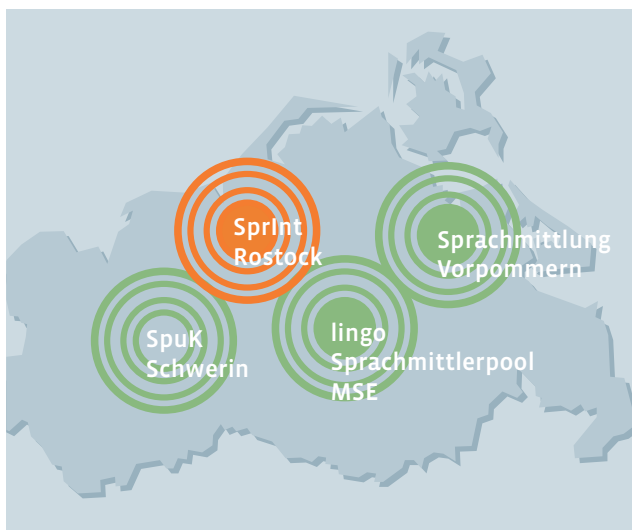 SprInt
Rostock
Sprachmittlung
Vorpommern
SpuK
Schwerin
lingo
Sprachmittlerpool
MSE